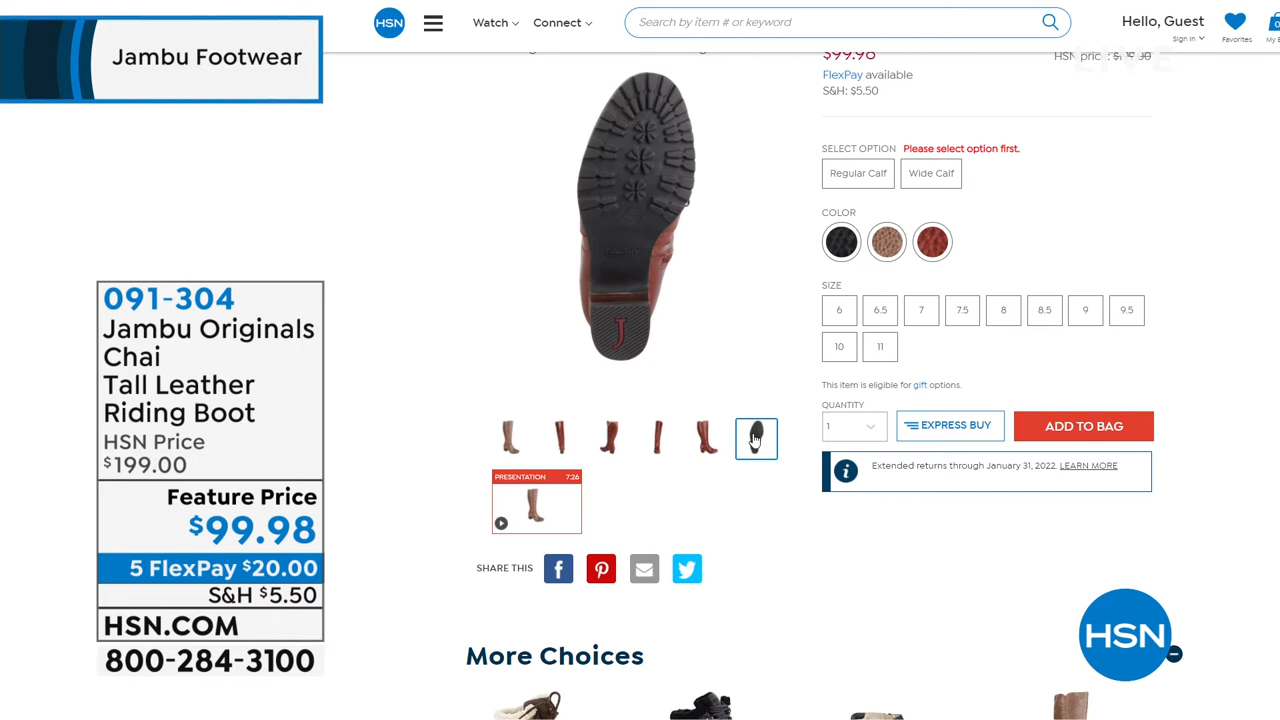 Jambu Footwear
HSN
Watch
Connect
Search by item # or keyword
Hello, Guest
Sign In
Favorites
$99.98
FlexPay available
S&H: $5.50
LIVE
SELECT OPTION Please select option first.
Regular Calf
Wide Calf
COLOR
SIZE
6 6.5 7 7.5 8 8.5 9 9.5
10 11
This item is eligible for gift options.
QUANTITY
1
EXPRESS BUY
ADD TO BAG
Extended returns through January 31, 2022. LEARN MORE
J
PRESENTATION 7:26
SHARE THIS
More Choices
091-304
Jambu Originals
Chai
Tall Leather
Riding Boot
HSN Price
$199.00
Feature Price
$99.98
5 FlexPay $20.00
S&H $5.50
HSN.COM
800-284-3100
HSN